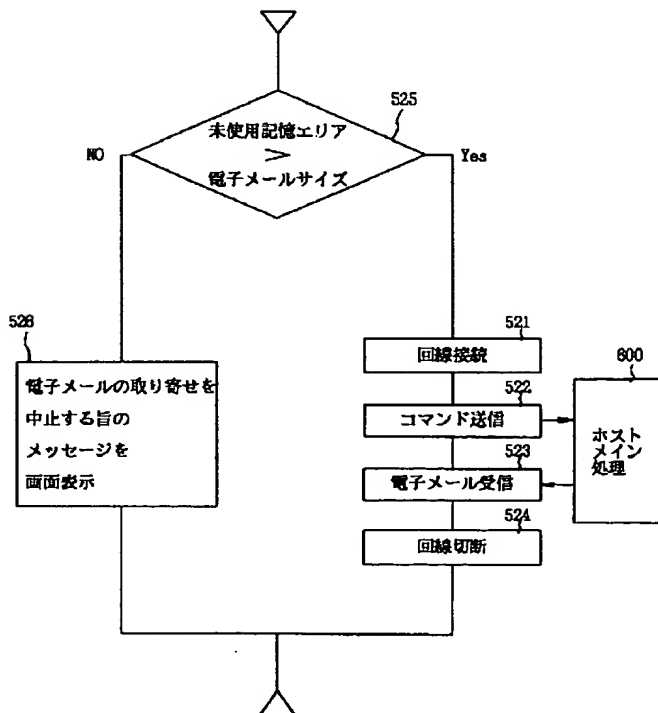 525
未使用記憶エリア
NO
>
Yes
電子メールサイズ
526
電子メールの取り寄せを
中止する旨の
メッセージを
画面表示
521
回線接続
522
コマンド送信
523
電子メール受信
524
回線切断
600
ホスト
メイン
処理